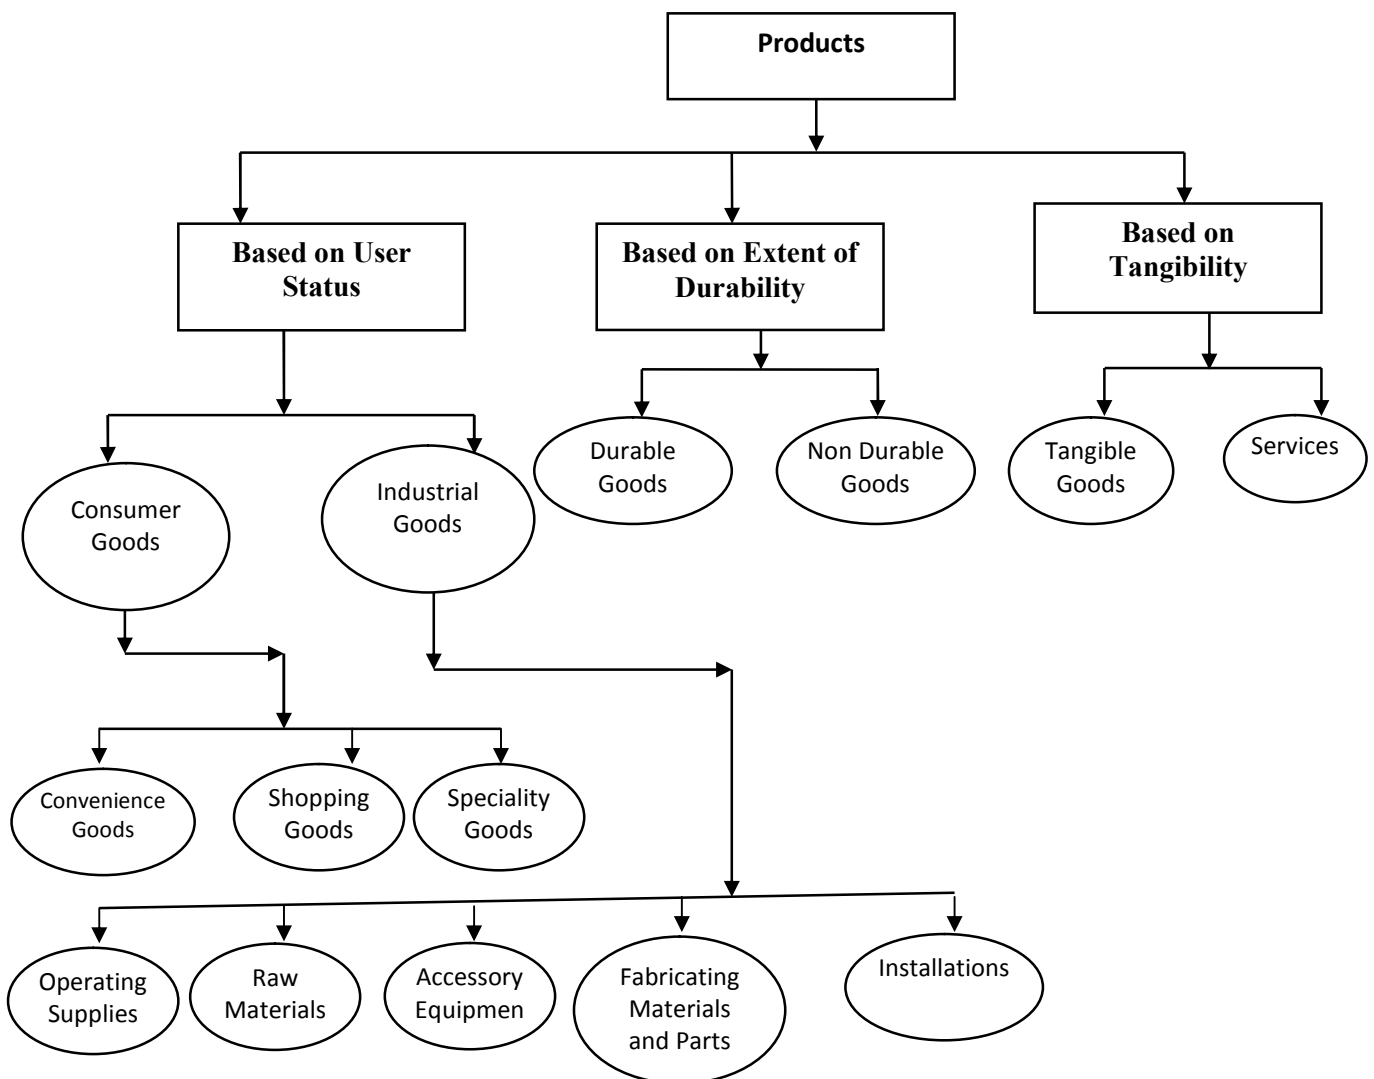 Products
Based on User
Status
Based on Extent of
Durability
Based on
Tangibility
Consumer
Goods
Industrial
Goods
Durable
Goods
Non Durable
Goods
Tangible
Goods
Services
Convenience
Goods
Shopping
Goods
Speciality
Goods
Operating
Supplies
Raw
Materials
Accessory
Equipmen
Fabricating
Materials
and Parts
Installations